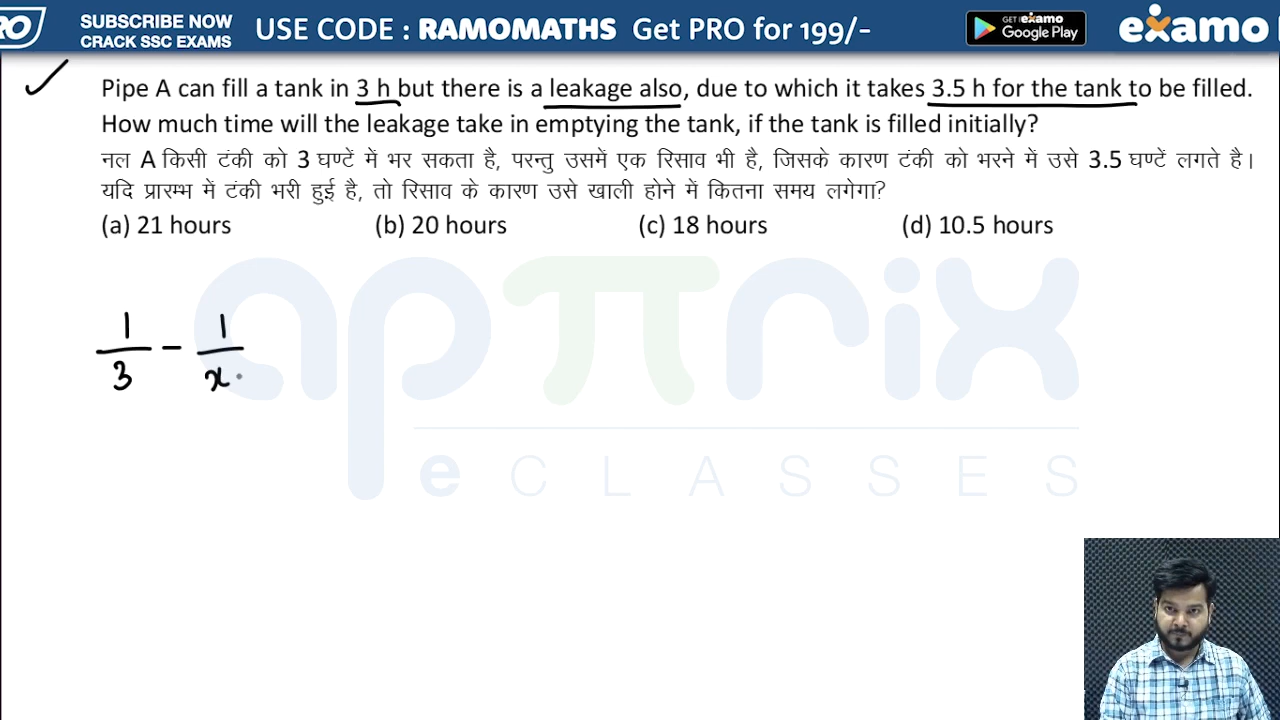 RO
SUBSCRIBE NOW
CRACK SSC EXAMS
USE CODE : RAMOMATHS Get PRO for 199/-
GET examo
Google Play
examo
Pipe A can fill a tank in 3 h but there is a leakage also, due to which it takes 3.5 h for the tank to be filled.
How much time will the leakage take in emptying the tank, if the tank is filled initially?
नल A किसी टंकी को 3 घण्टें में भर सकता है, परन्तु उसमें एक रिसाव भी है, जिसके कारण टंकी को भरने में उसे 3.5 घण्टें लगते है।
यदि प्रारम्भ में टंकी भरी हुई है, तो रिसाव के कारण उसे खाली होने में कितना समय लगेगा?
(a) 21 hours (b) 20 hours (c) 18 hours (d) 10.5 hours
1/3 - 1/x
apπrix
e CLASSES